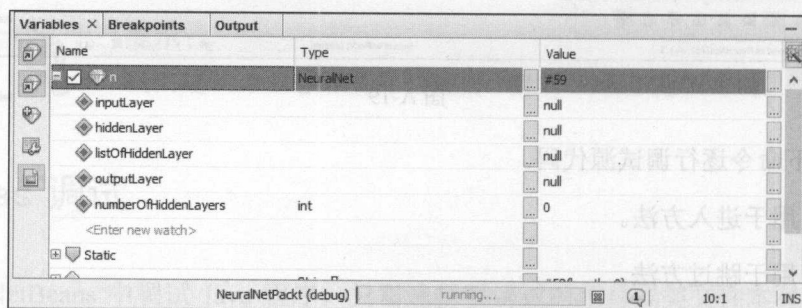 Variables × Breakpoints Output
Name Type Value
n NeuralNet #59
inputLayer null
hiddenLayer null
listOfHiddenLayer null
outputLayer null
numberOfHiddenLayers int 0
<Enter new watch>
Static
NeuralNetPackt (debug) running... 1 10:1 INS